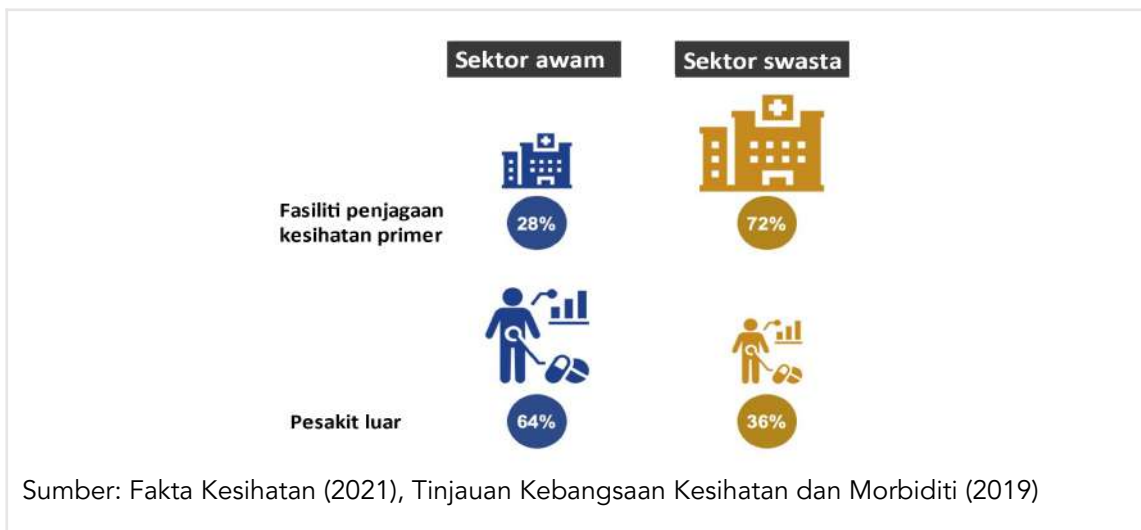 Sektor awam
Sektor swasta
Fasiliti penjagaan
kesihatan primer
28%
72%
Pesakit luar
64%
36%
Sumber: Fakta Kesihatan (2021), Tinjauan Kebangsaan Kesihatan dan Morbiditi (2019)